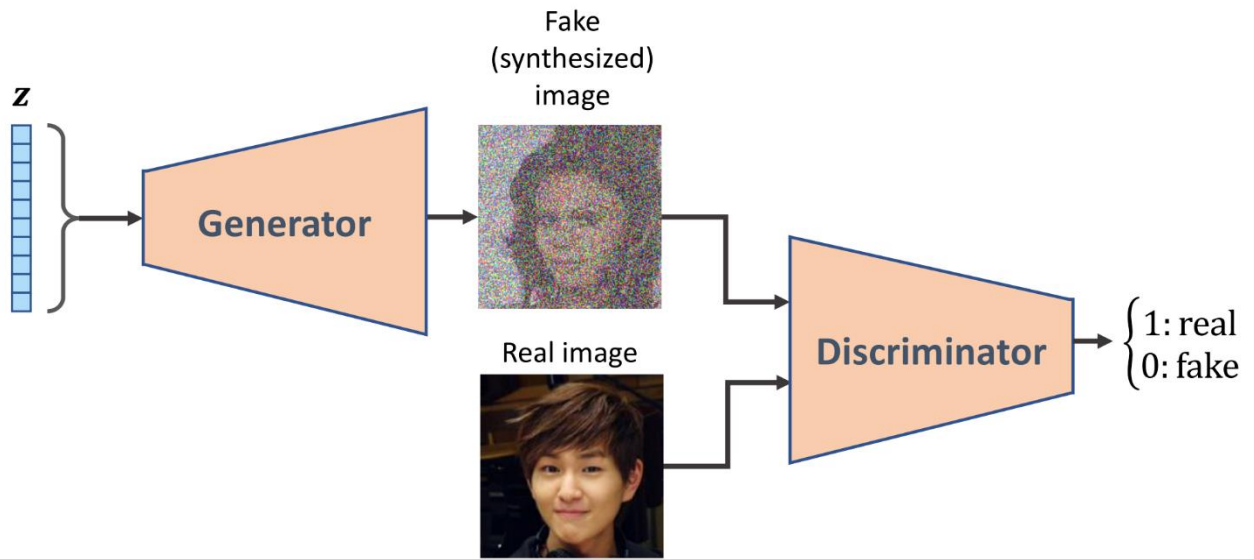 Fake
(synthesized)
image
z
Generator
Real image
Discriminator
1: real
0: fake